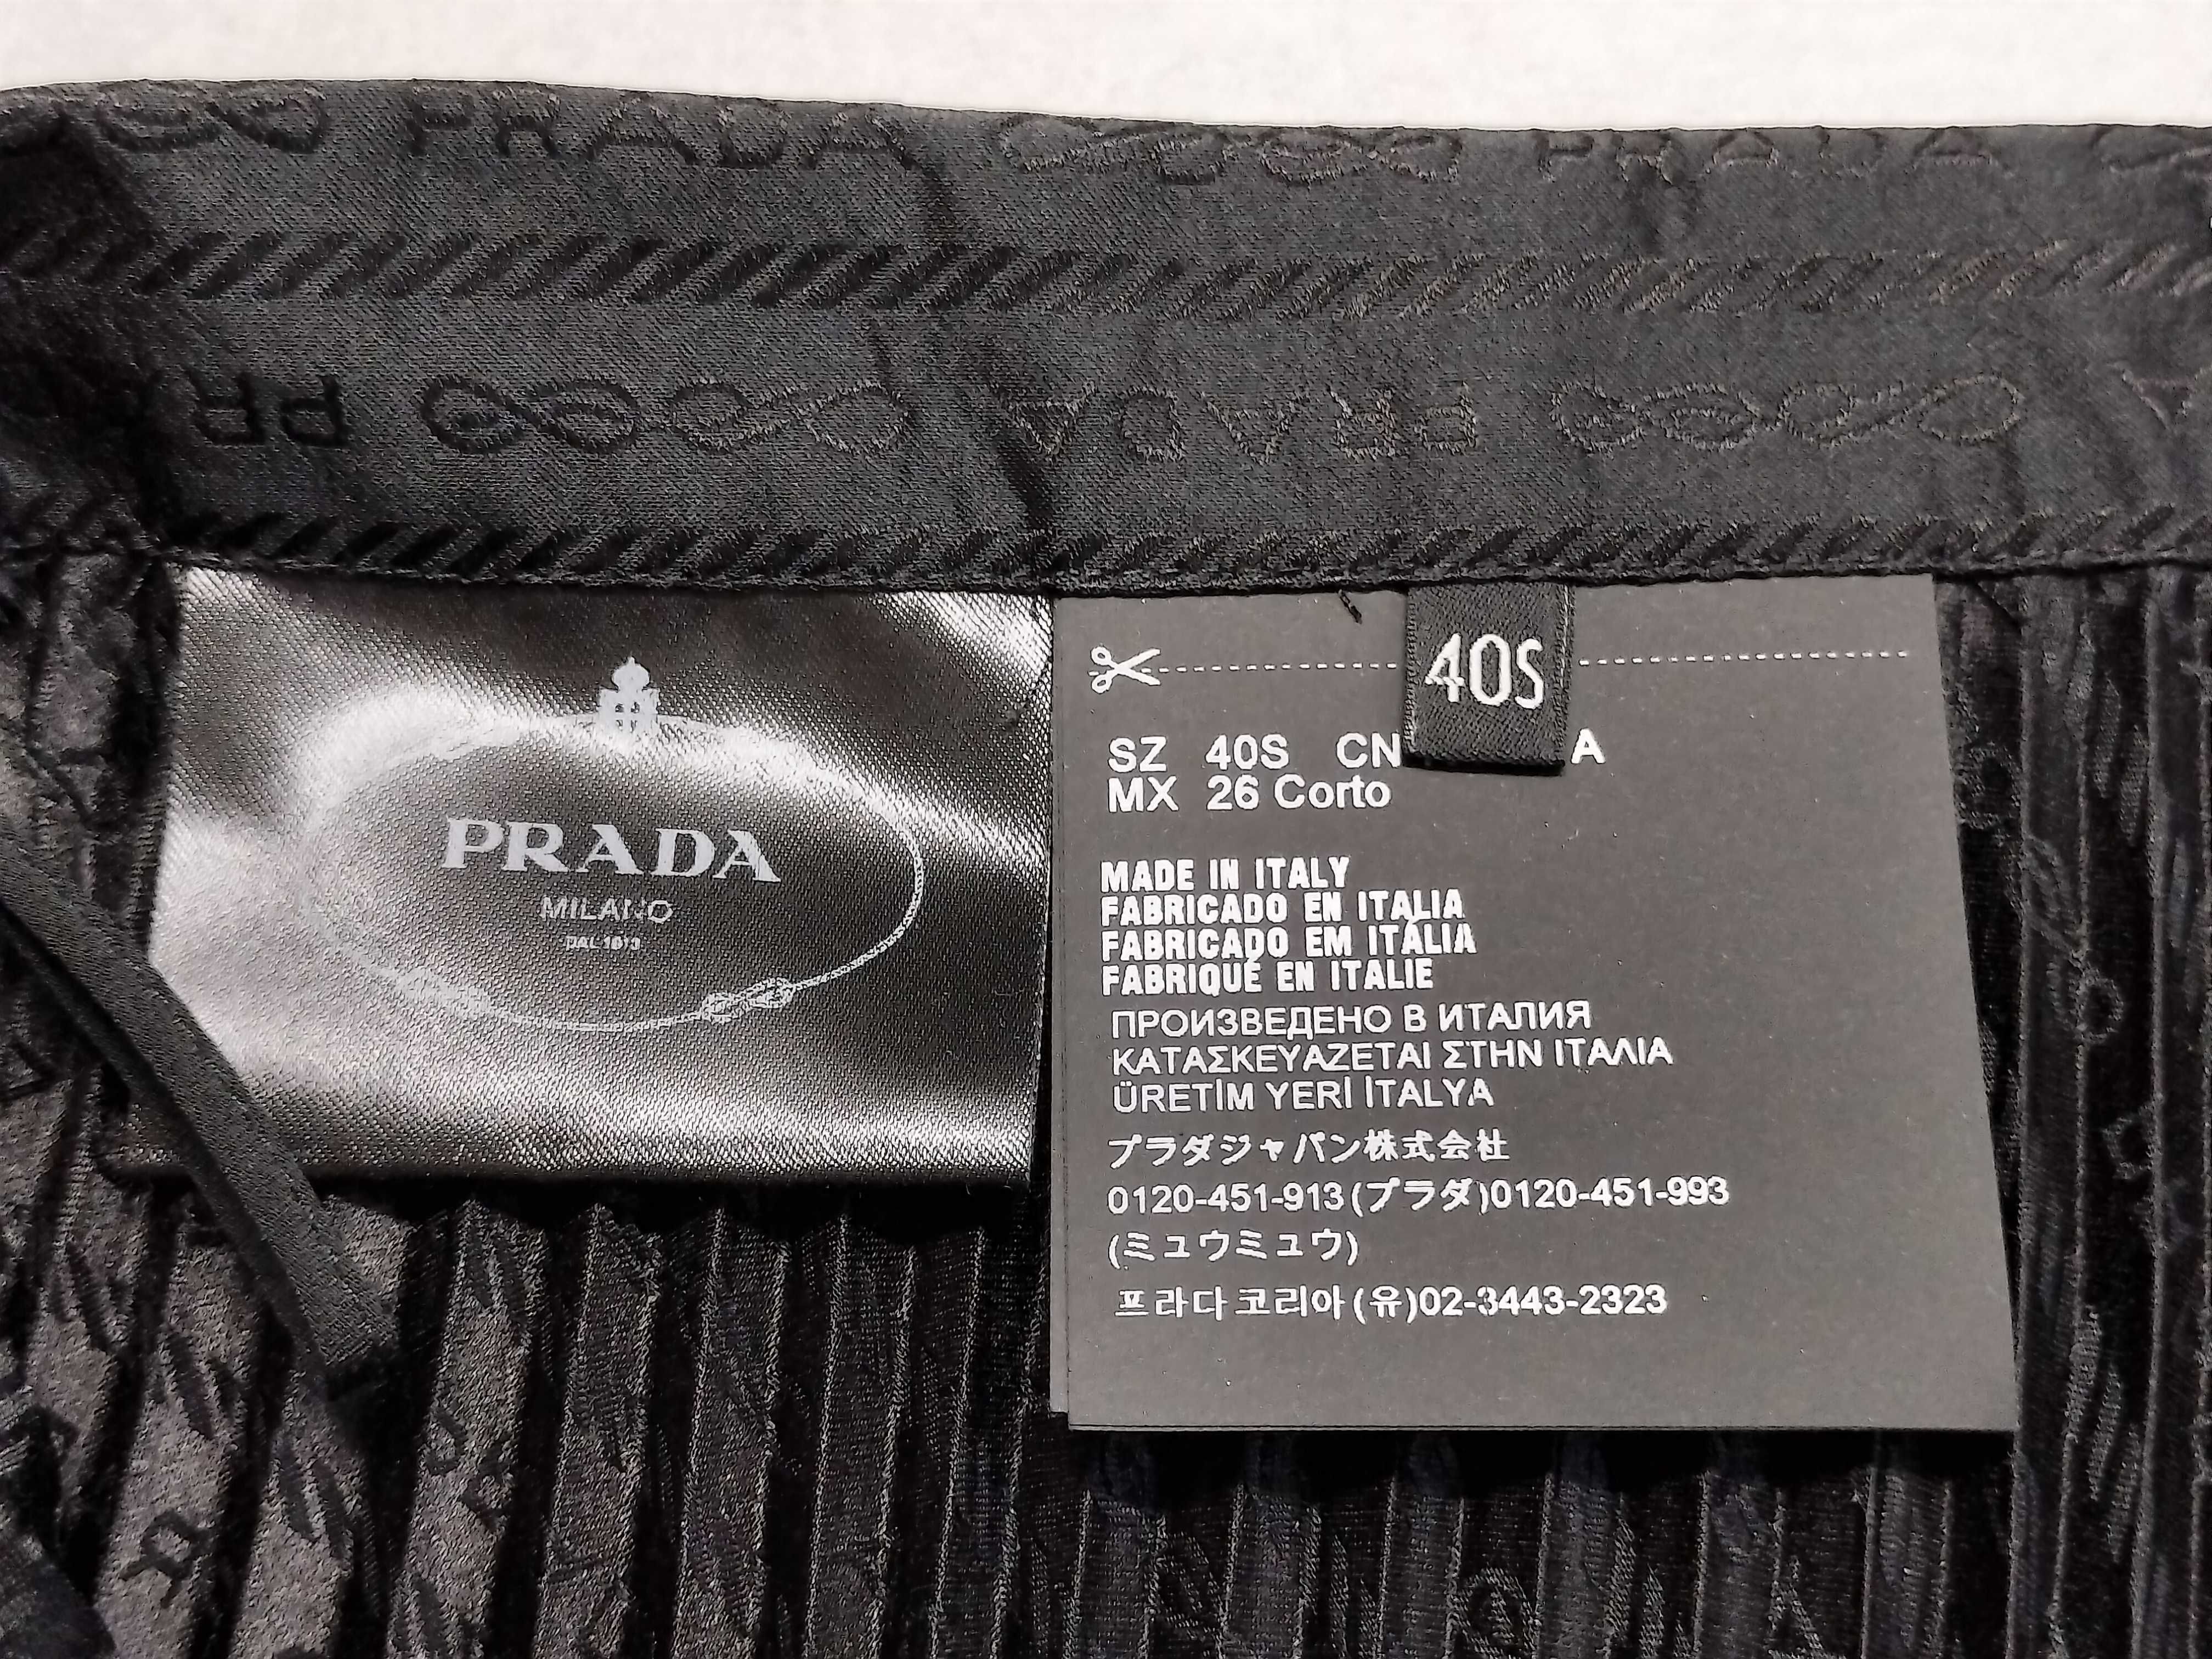 PRADA PRADA
PRADA PR
PRADA
MILANO
DAL 1913
40S
SZ 40S CN A
MX 26 Corto
MADE IN ITALY
FABRICADO EN ITALIA
FABRICADO EM ITÁLIA
FABRIQUÉ EN ITALIE
ПРОИЗВЕДЕНО В ИТАЛИЯ
ΚΑΤΑΣΚΕΥΑΖΕΤΑΙ ΣΤΗΝ ΙΤΑΛΙΑ
ÜRETİM YERİ İTALYA
プラダジャパン株式会社
0120-451-913(プラダ)0120-451-993
(ミュウミュウ)
프라다코리아(유)02-3443-2323